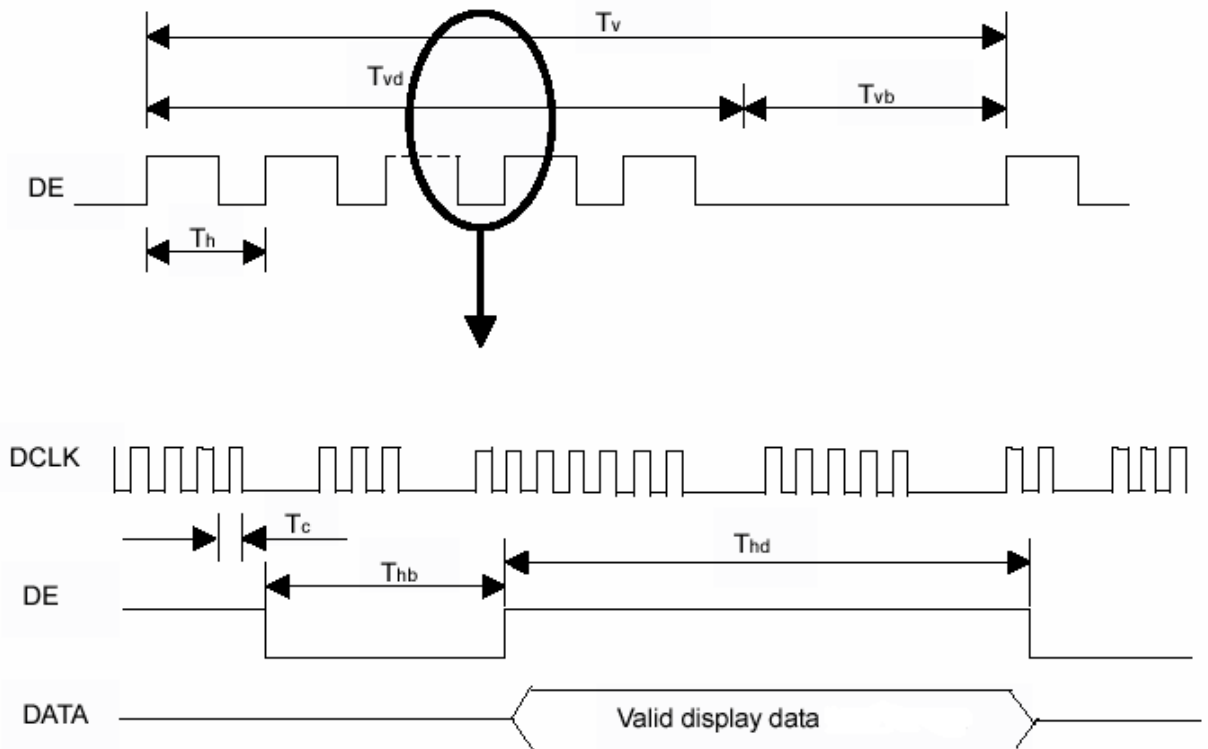 Tv
Tvd
Tvb
DE
Th
DCLK
Tc
Thd
Thb
DE
DATA
Valid display data